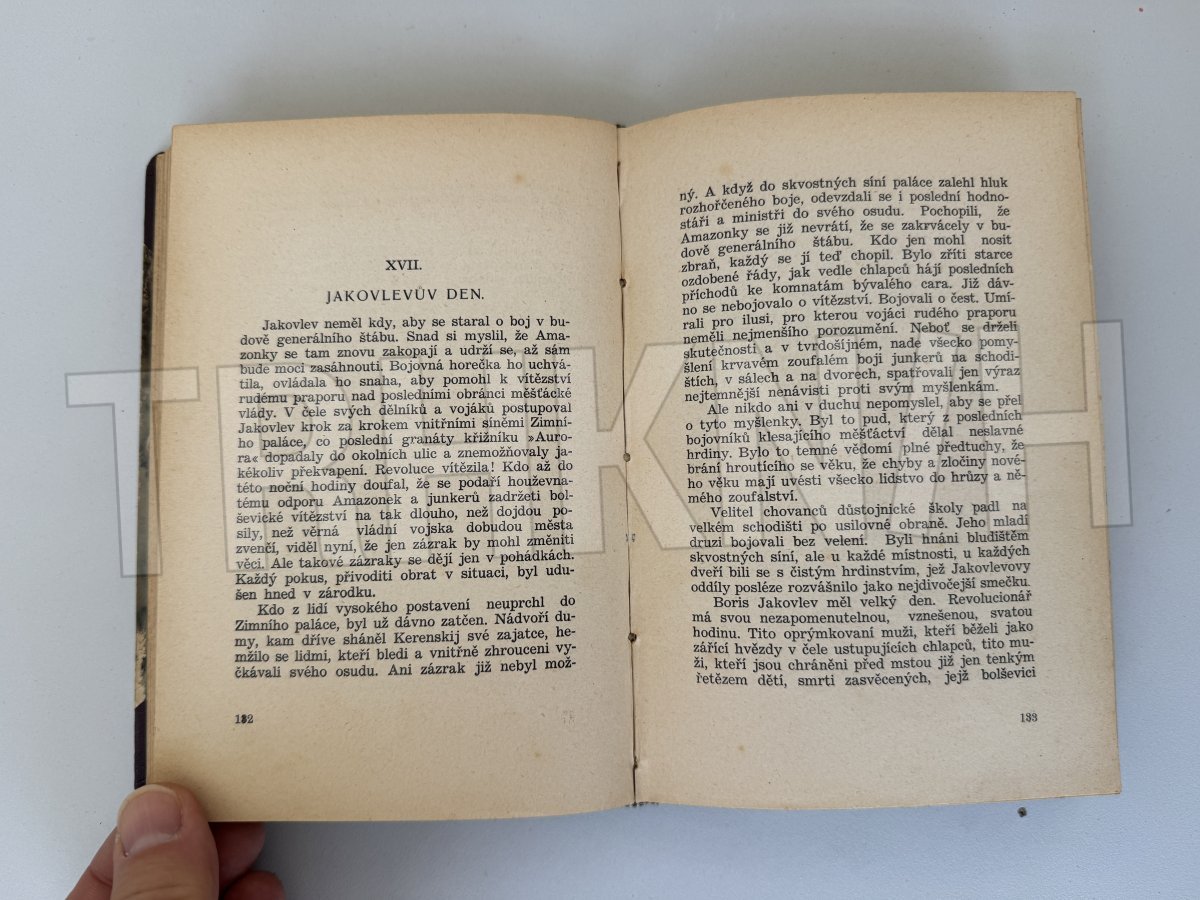 XVII.
JAKOVLEVŮV DEN.
Jakovlev neměl kdy, aby se staral o boj v bu-
dově generálního štábu. Snad si myslil, že Ama-
zonky se tam znovu zakopají a udrží se, až sám
bude moci zasáhnouti. Bojovná horečka ho uchvá-
tila, ovládala ho snaha, aby pomohl k vítězství
rudému praporu nad posledními obránci měšťácké
vlády. V čele svých dělníků a vojáků postupoval
Jakovlev krok za krokem vnitřními síněmi Zimní-
ho paláce, co poslední granáty křižníku »Auro-
ra« dopadaly do okolních ulic a znemožňovaly ja-
kékoliv překvapení. Revoluce vítězila! Kdo až do
této noční hodiny doufal, že se podaří houževna-
tému odporu Amazonek a junkerů zadržeti bol-
ševické vítězství na tak dlouho, než dojdou po-
sily, než věrná vládní vojska dobudou města
zvenčí, viděl nyní, že jen zázrak by mohl změniti
věci. Ale takové zázraky se dějí jen v pohádkách.
Každý pokus, přivoditi obrat v situaci, byl udu-
šen hned v zárodku.
Kdo z lidí vysokého postavení neuprchl do
Zimního paláce, byl už dávno zatčen. Nádvoří du-
my, kam dříve sháněl Kerenskij své zajatce, he-
mžilo se lidmi, kteří bledi a vnitřně zhrouceni vy-
čkávali svého osudu. Ani zázrak již nebyl mož-
132
ný. A když do skvostných síní paláce zalehl hluk
rozhořčeného boje, odevzdali se i poslední hodno-
stáři a ministři do svého osudu. Pochopili, že
Amazonky se již nevrátí, že se zakrvácely v bu-
dově generálního štábu. Kdo jen mohl nosit
zbraň, každý se jí teď chopil. Bylo zříti starce
ozdobené řády, jak vedle chlapců hájí posledních
příchodů ke komnatám bývalého cara. Již dáv-
no se nebojovalo o vítězství. Bojovali o čest. Umí-
rali pro ilusi, pro kterou vojáci rudého praporu
neměli nejmenšího porozumění. Neboť se drželi
skutečnosti a v tvrdošíjném, nade všecko pomy-
šlení krvavém zoufalém boji junkerů na schodi-
štích, v sálech a na dvorech, spatřovali jen výraz
nejtemnější nenávisti proti svým myšlenkám.
Ale nikdo ani v duchu nepomyslel, aby se přel
o tyto myšlenky. Byl to pud, který z posledních
bojovníků klesajícího měšťáctví dělal neslavné
hrdiny. Bylo to temné vědomí plné předtuchy, že
brání hroutícího se věku, že chyby a zločiny nové-
ho věku mají uvésti všecko lidstvo do hrůzy a ně-
mého zoufalství.
Velitel chovanců důstojnické školy padl na
velkém schodišti po usilovné obraně. Jeho mladí
druzi bojovali bez velení. Byli hnáni bludištěm
skvostných síní, ale u každé místnosti, u každých
dveří bili se s čistým hrdinstvím, jež Jakovlevovy
oddíly posléze rozvášnilo jako nejdivočejší smečku.
Boris Jakovlev měl velký den. Revolucionář
má svou nezapomenutelnou, vznešenou, svatou
hodinu. Tito oprýmkovaní muži, kteří běželi jako
zářící hvězdy v čele ustupujících chlapců, tito mu-
ži, kteří jsou chráněni před mstou již jen tenkým
řetězem dětí, smrti zasvěcených, jejž bolševici
133